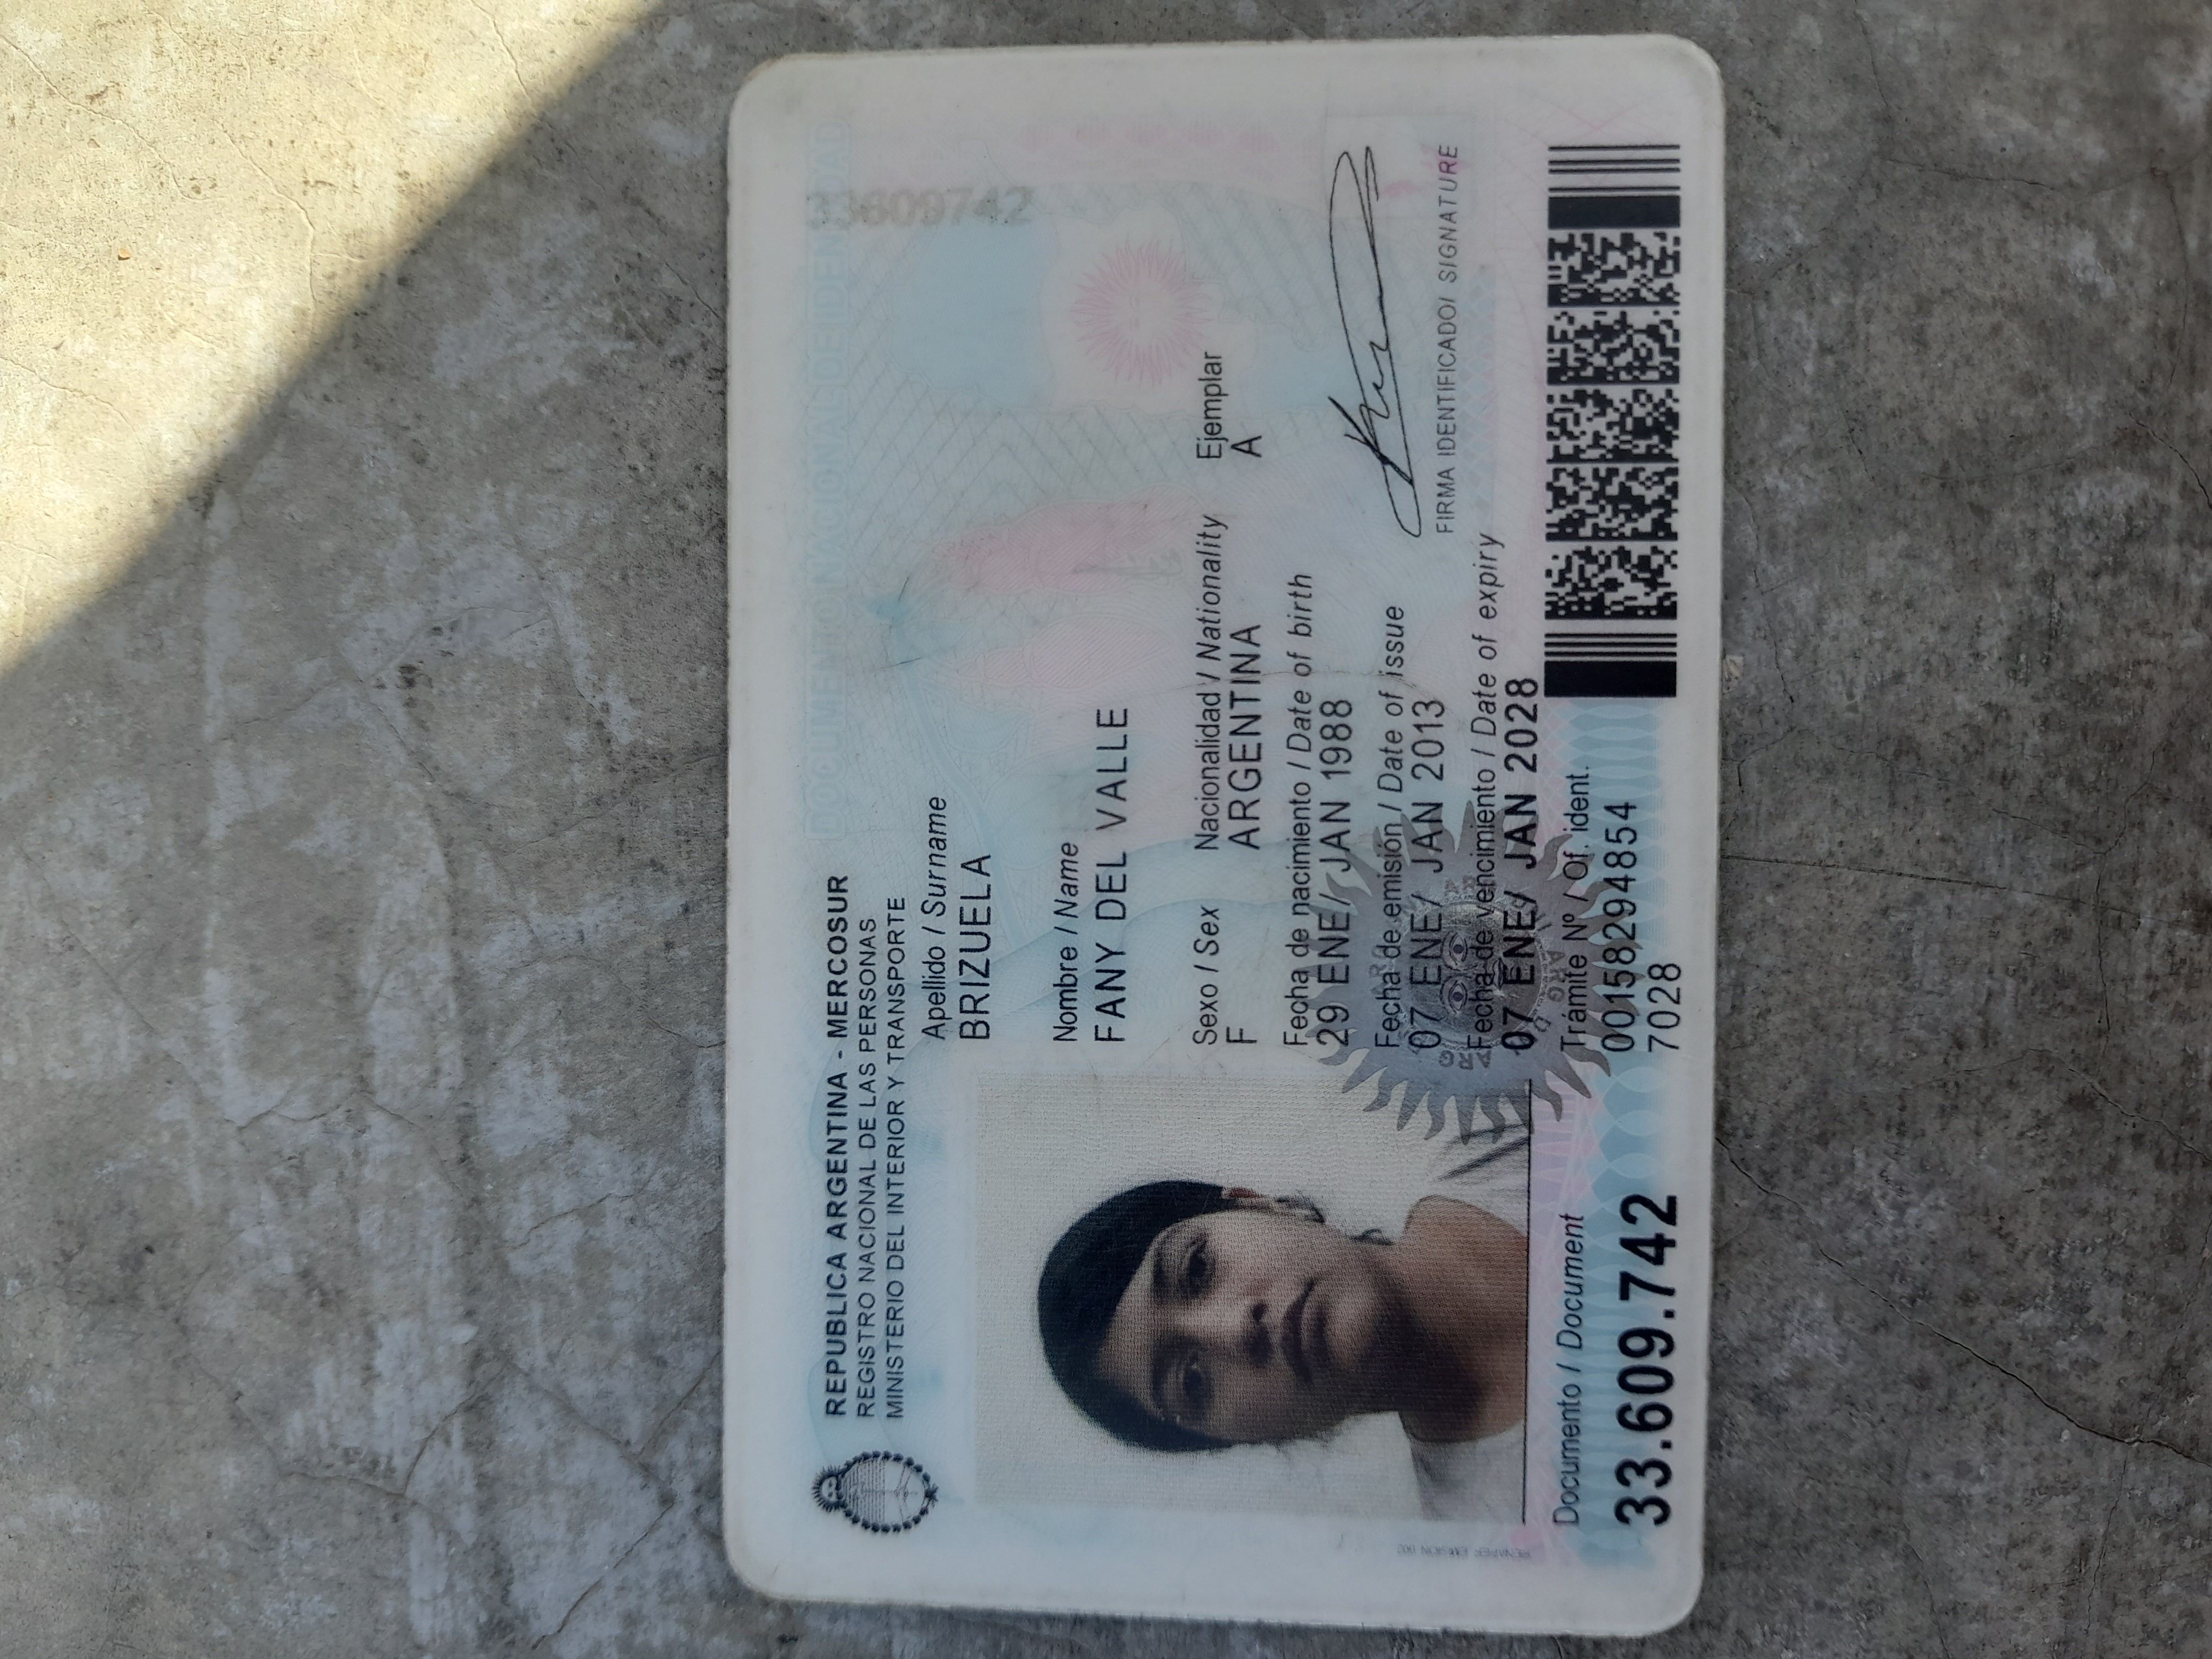 REPUBLICA ARGENTINA - MERCOSUR
REGISTRO NACIONAL DE LAS PERSONAS
MINISTERIO DEL INTERIOR Y TRANSPORTE
DOCUMENTO NACIONAL DE IDENTIDAD
Apellido / Surname
BRIZUELA
Nombre / Name
FANY DEL VALLE
Sexo / Sex Nacionalidad / Nationality Ejemplar
F ARGENTINA A
Fecha de nacimiento / Date of birth
29 ENE/ JAN 1988
Fecha de emisión / Date of issue
07 ENE/ JAN 2013
FIRMA IDENTIFICADO/ SIGNATURE
Fecha de vencimiento / Date of expiry
07 ENE/ JAN 2028
Documento / Document
33.609.742
Trámite Nº / Of. ident.
00158294854
7028